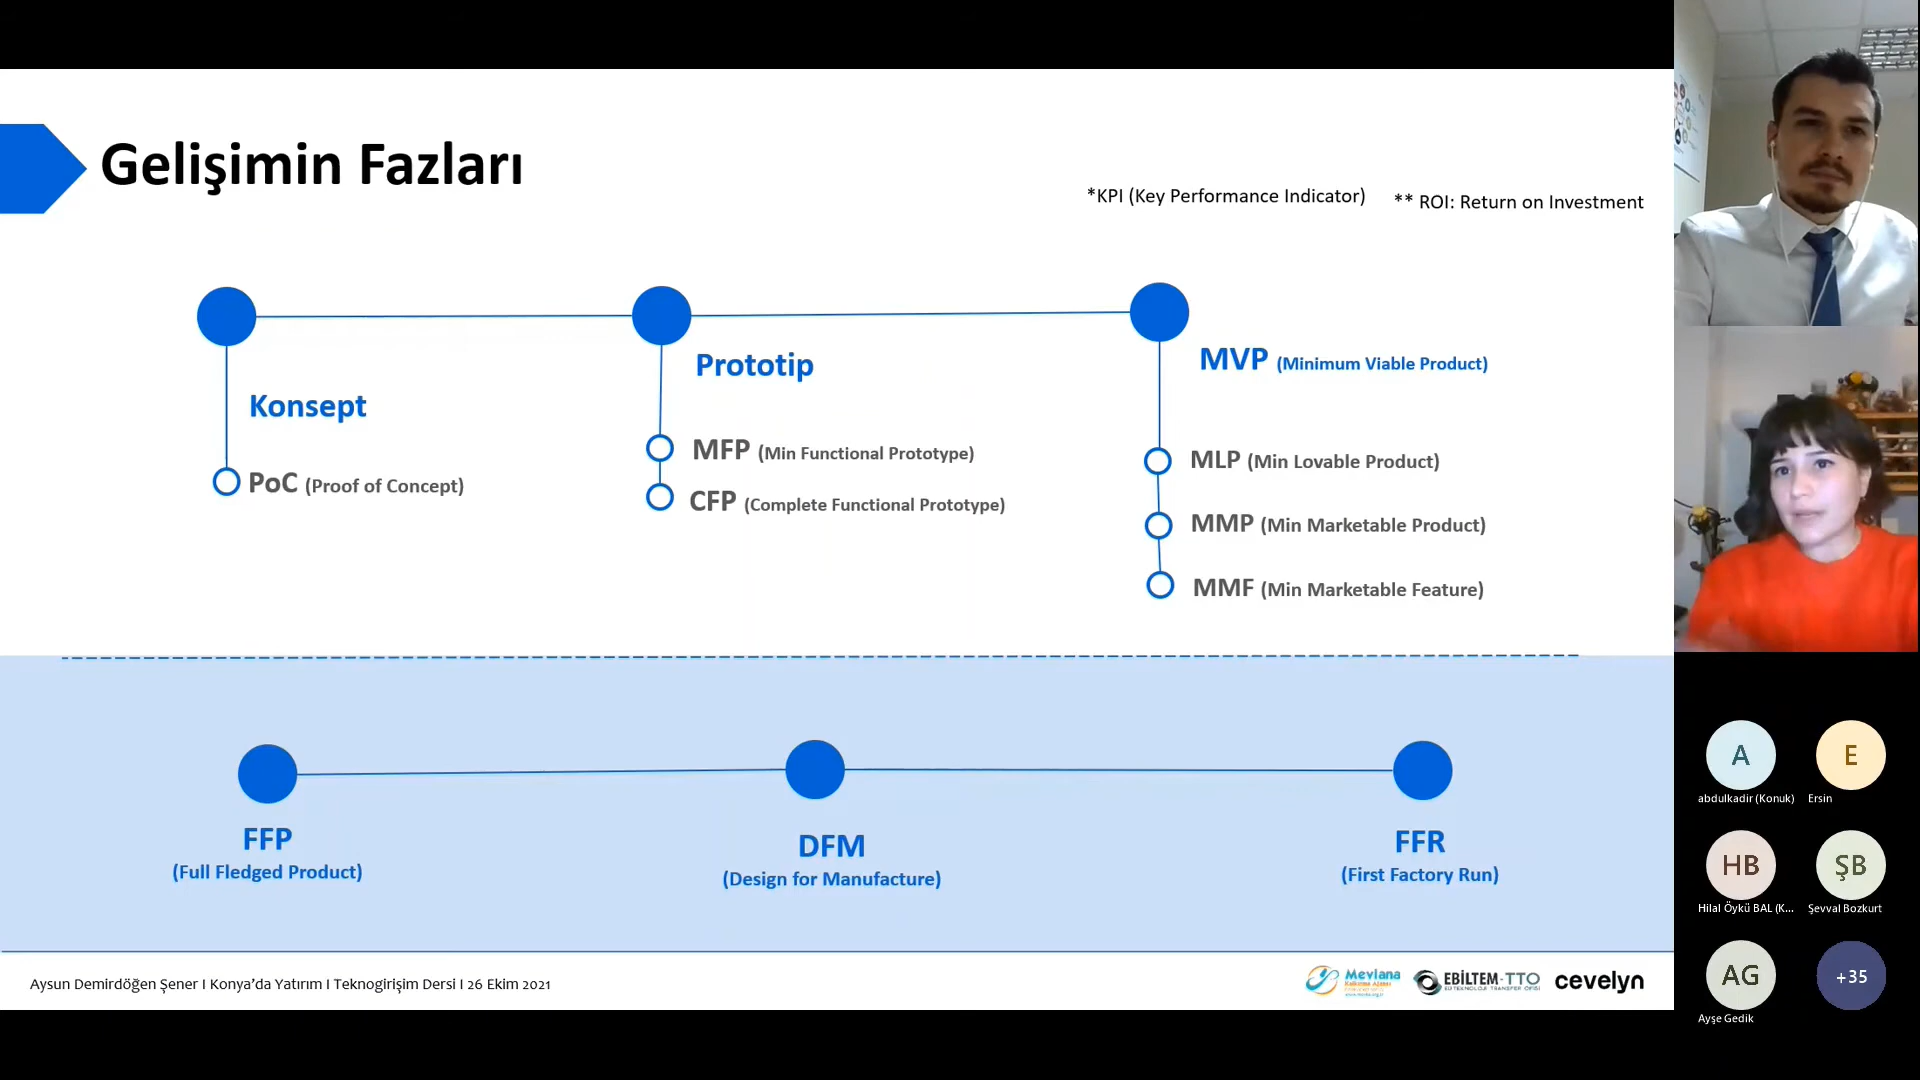 Gelişimin Fazları
*KPI (Key Performance Indicator)
** ROI: Return on Investment
Konsept
PoC (Proof of Concept)
Prototip
MFP (Min Functional Prototype)
CFP (Complete Functional Prototype)
MVP (Minimum Viable Product)
MLP (Min Lovable Product)
MMP (Min Marketable Product)
MMF (Min Marketable Feature)
FFP
(Full Fledged Product)
DFM
(Design for Manufacture)
FFR
(First Factory Run)
Aysun Demirdöğen Şener I Konya'da Yatırım I Teknogirişim Dersi I 26 Ekim 2021
Mevlana
EBİLTEM-TTO
cevelyn
A
abdulkadir (Konuk)
E
Ersin
HB
Hilal Öykü BAL (K...
ŞB
Şevval Bozkurt
AG
Ayşe Gedik
+35